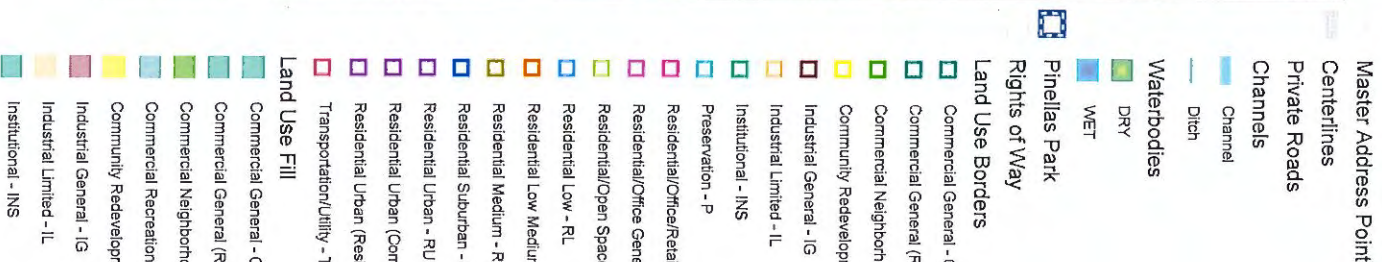 Master Address Point
Centerlines
Private Roads
Channels
Channel
Ditch
Waterbodies
DRY
WET
Pinellas Park
Rights of Way
Land Use Borders
Commercial General -
Commercial General (R
Commercial Neighborh
Community Redevelop
Industrial General - IG
Industrial Limited - IL
Institutional - INS
Preservation - P
Residential/Office/Retai
Residential/Office Gene
Residential/Open Spac
Residential Low - RL
Residential Low Mediu
Residential Medium - R
Residential Suburban -
Residential Urban - RU
Residential Urban (Com
Residential Urban (Resi
Transportation/Utility - T
Land Use Fill
Commercial General - C
Commercial General (R
Commercial Neighborho
Commercial Recreation
Community Redevelopr
Industrial General - IG
Industrial Limited - IL
Institutional - INS